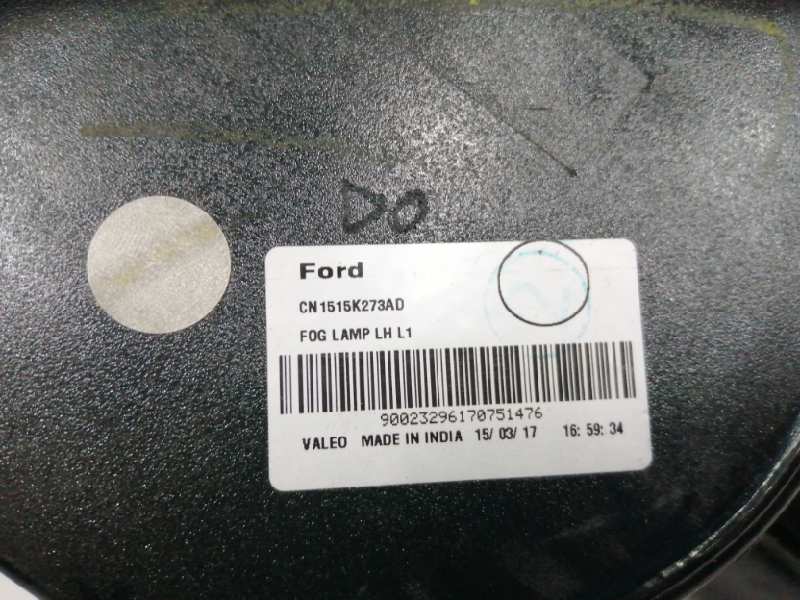 DO
Ford
CN1515K273AD
FOG LAMP LH L1
90023296170751476
VALEO MADE IN INDIA 15/ 03/ 17 16: 59: 34